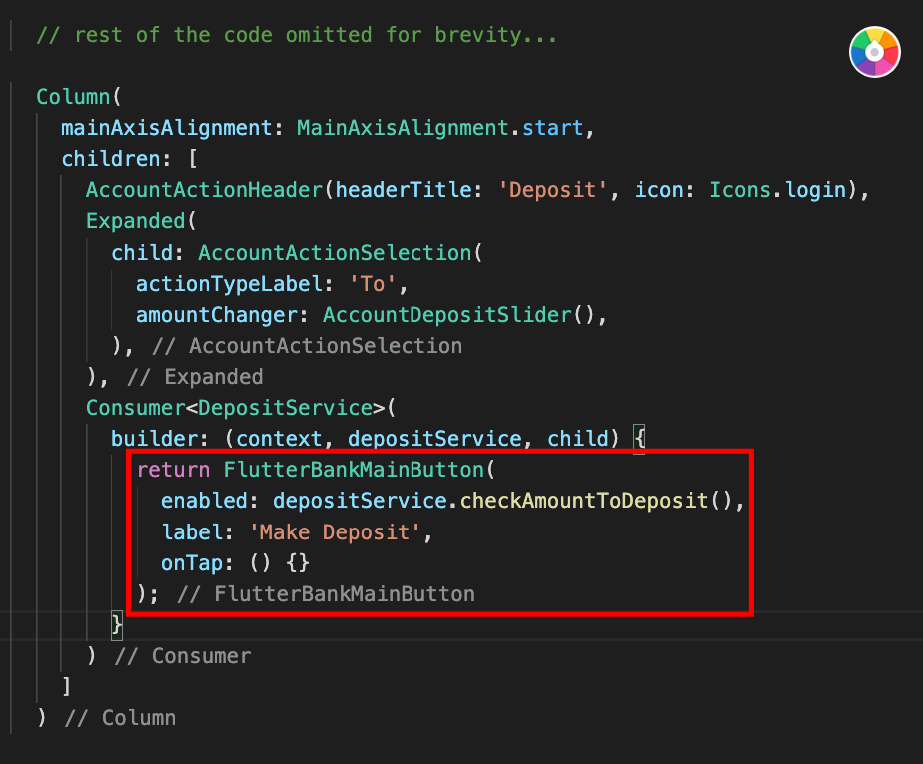 // rest of the code omitted for brevity...
Column(
mainAxisAlignment: MainAxisAlignment.start,
children: [
AccountActionHeader(headerTitle: 'Deposit', icon: Icons.login),
Expanded(
child: AccountActionSelection(
actionTypeLabel: 'To',
amountChanger: AccountDepositSlider(),
), // AccountActionSelection
), // Expanded
Consumer<DepositService>(
builder: (context, depositService, child) {
return FlutterBankMainButton(
enabled: depositService.checkAmountToDeposit(),
label: 'Make Deposit',
onTap: () {}
); // FlutterBankMainButton
}
) // Consumer
]
) // Column